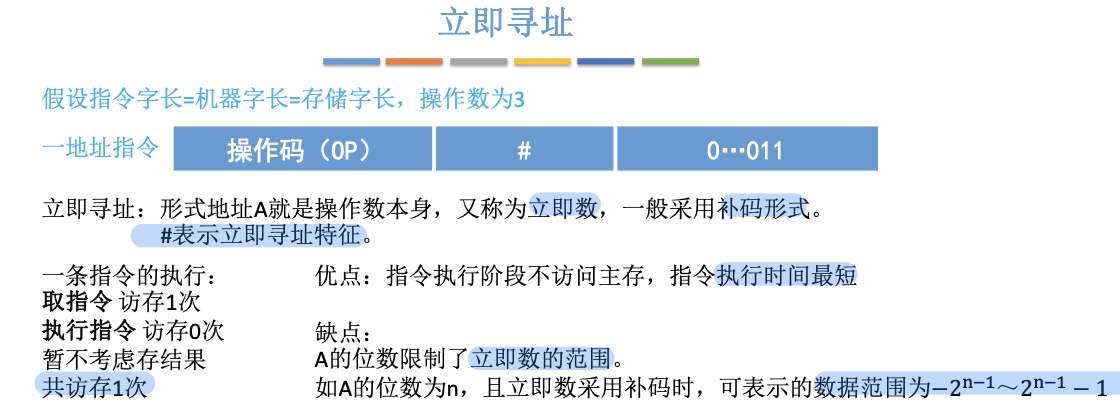 立即寻址
假设指令字长=机器字长=存储字长，操作数为3
一地址指令 操作码（OP） # 0…011
立即寻址：形式地址A就是操作数本身，又称为立即数，一般采用补码形式。
#表示立即寻址特征。
一条指令的执行：
取指令 访存1次
执行指令 访存0次
暂不考虑存结果
共访存1次
优点：指令执行阶段不访问主存，指令执行时间最短
缺点：
A的位数限制了立即数的范围。
如A的位数为n，且立即数采用补码时，可表示的数据范围为−2ⁿ⁻¹～2ⁿ⁻¹ − 1